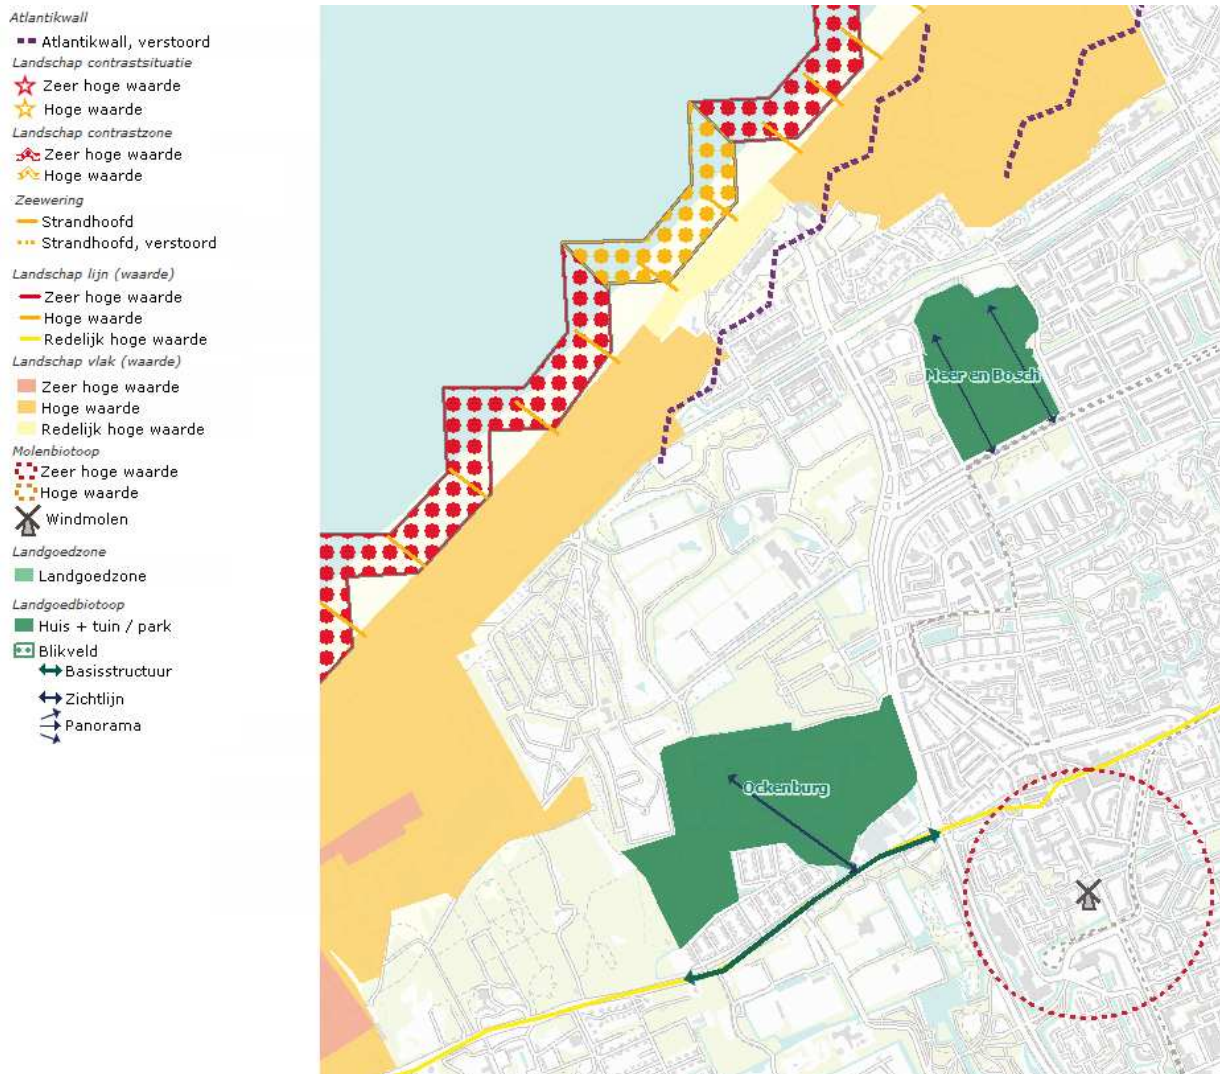 Atlantikwall
Atlantikwall, verstoord
Landschap contrastsituatie
Zeer hoge waarde
Hoge waarde
Landschap contrastzone
Zeer hoge waarde
Hoge waarde
Zeewering
Strandhoofd
Strandhoofd, verstoord
Landschap lijn (waarde)
Zeer hoge waarde
Hoge waarde
Redelijk hoge waarde
Landschap vlak (waarde)
Zeer hoge waarde
Hoge waarde
Redelijk hoge waarde
Molenbiotoop
Zeer hoge waarde
Hoge waarde
Windmolen
Landgoedzone
Landgoedzone
Landgoedbiotoop
Huis + tuin / park
Blikveld
Basisstructuur
Zichtlijn
Panorama
Meer en Bosch
Ockenburg